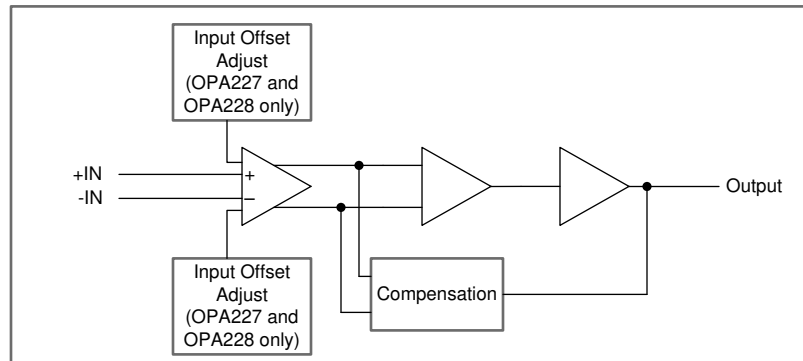 Input Offset
Adjust
(OPA227 and
OPA228 only)
+IN
-IN
+
−
Output
Input Offset
Adjust
(OPA227 and
OPA228 only)
Compensation